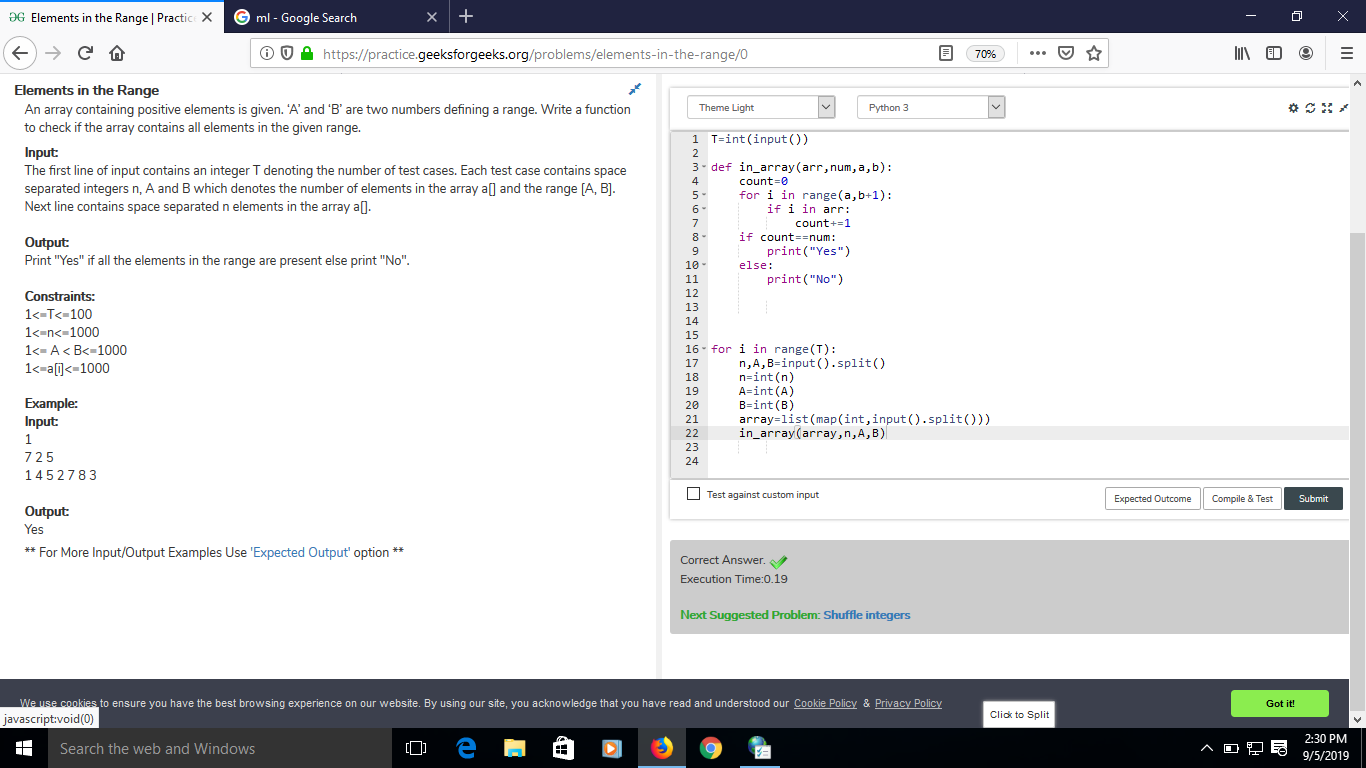 Elements in the Range | Practice
ml - Google Search
https://practice.geeksforgeeks.org/problems/elements-in-the-range/0
70%
Elements in the Range
An array containing positive elements is given. 'A' and 'B' are two numbers defining a range. Write a function
to check if the array contains all elements in the given range.
Input:
The first line of input contains an integer T denoting the number of test cases. Each test case contains space
separated integers n, A and B which denotes the number of elements in the array a[] and the range [A, B].
Next line contains space separated n elements in the array a[].
Output:
Print "Yes" if all the elements in the range are present else print "No".
Constraints:
1<=T<=100
1<=n<=1000
1<= A < B<=1000
1<=a[i]<=1000
Example:
Input:
1
7 2 5
1 4 5 2 7 8 3
Output:
Yes
** For More Input/Output Examples Use 'Expected Output' option **
Theme Light
Python 3
1 T=int(input())
2
3 def in_array(arr,num,a,b):
4 count=0
5 for i in range(a,b+1):
6 if i in arr:
7 count+=1
8 if count==num:
9 print("Yes")
10 else:
11 print("No")
12
13
14
15
16 for i in range(T):
17 n,A,B=input().split()
18 n=int(n)
19 A=int(A)
20 B=int(B)
21 array=list(map(int,input().split()))
22 in_array(array,n,A,B)
23
24
Test against custom input
Expected Outcome
Compile & Test
Submit
Correct Answer.
Execution Time:0.19
Next Suggested Problem: Shuffle integers
We use cookies to ensure you have the best browsing experience on our website. By using our site, you acknowledge that you have read and understood our Cookie Policy & Privacy Policy
Got it!
javascript:void(0)
Click to Split
Search the web and Windows
2:30 PM
9/5/2019